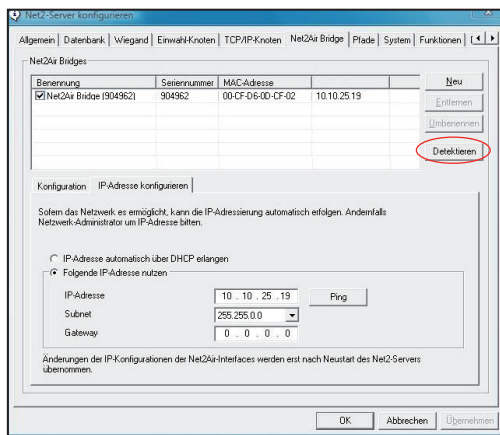 Net2-Server konfigurieren
Allgemein Datenbank Wiegand Einwahl-Knoten TCP/IP-Knoten Net2Air Bridge Pfade System Funktionen
Net2Air Bridges
Benennung Seriennummer MAC-Adresse
Net2Air Bridge (904962) 904962 00-CF-D6-0D-CF-02 10.10.25.19
Neu
Entfernen
Umbenennen
Detektieren
Konfiguration IP-Adresse konfigurieren
Sofern das Netzwerk es ermöglicht, kann die IP-Adressierung automatisch erfolgen. Andernfalls
Netzwerk-Administrator um IP-Adresse bitten.
IP-Adresse automatisch über DHCP erlangen
Folgende IP-Adresse nutzen
IP-Adresse 10 . 10 . 25 . 19 Ping
Subnet 255.255.0.0
Gateway 0 . 0 . 0 . 0
Änderungen der IP-Konfigurationen der Net2Air-Interfaces werden erst nach Neustart des Net2-Servers
übernommen.
OK Abbrechen Übernehmen